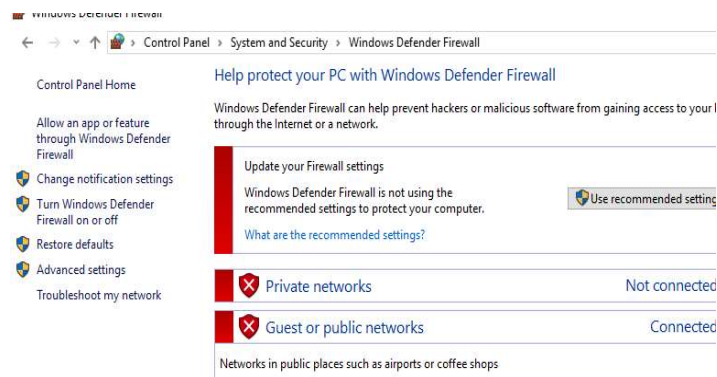 Windows Defender Firewall
Control Panel > System and Security > Windows Defender Firewall
Control Panel Home
Allow an app or feature
through Windows Defender
Firewall
Change notification settings
Turn Windows Defender
Firewall on or off
Restore defaults
Advanced settings
Troubleshoot my network
Help protect your PC with Windows Defender Firewall
Windows Defender Firewall can help prevent hackers or malicious software from gaining access to your
through the Internet or a network.
Update your Firewall settings
Windows Defender Firewall is not using the
recommended settings to protect your computer.
Use recommended setting
What are the recommended settings?
Private networks
Not connected
Guest or public networks
Connected
Networks in public places such as airports or coffee shops